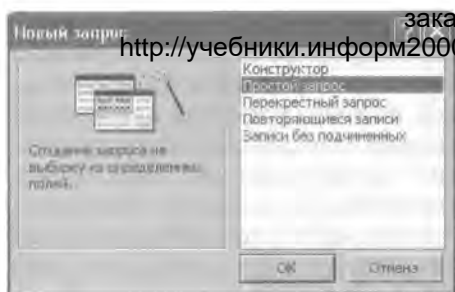 зака
Новый запрос
http://учебники.информ2000
Конструктор
Простой запрос
Перекрестный запрос
Повторяющиеся записи
Записи без подчиненных
Создание запроса на
выборку из определенных
полей.
ОК
Отмена